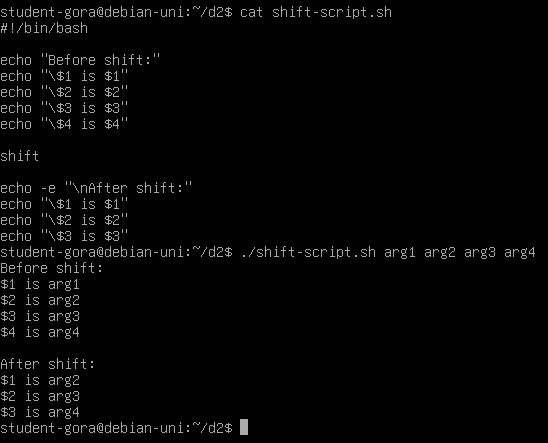 student-gora@debian-uni:~/d2$ cat shift-script.sh
#!/bin/bash

echo "Before shift:"
echo "\$1 is $1"
echo "\$2 is $2"
echo "\$3 is $3"
echo "\$4 is $4"

shift

echo -e "\nAfter shift:"
echo "\$1 is $1"
echo "\$2 is $2"
echo "\$3 is $3"
student-gora@debian-uni:~/d2$ ./shift-script.sh arg1 arg2 arg3 arg4
Before shift:
$1 is arg1
$2 is arg2
$3 is arg3
$4 is arg4

After shift:
$1 is arg2
$2 is arg3
$3 is arg4
student-gora@debian-uni:~/d2$